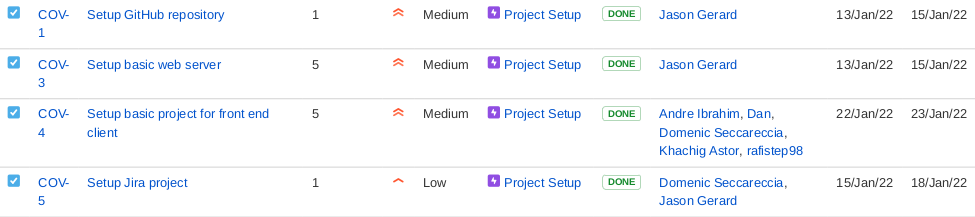 COV- Setup GitHub repository 1 Medium Project Setup DONE Jason Gerard 13/Jan/22 15/Jan/22
1
COV- Setup basic web server 5 Medium Project Setup DONE Jason Gerard 13/Jan/22 15/Jan/22
3
COV- Setup basic project for front end 5 Medium Project Setup DONE Andre Ibrahim, Dan, 22/Jan/22 23/Jan/22
4 client Domenic Seccareccia,
Khachig Astor, rafistep98
COV- Setup Jira project 1 Low Project Setup DONE Domenic Seccareccia, 15/Jan/22 18/Jan/22
5 Jason Gerard